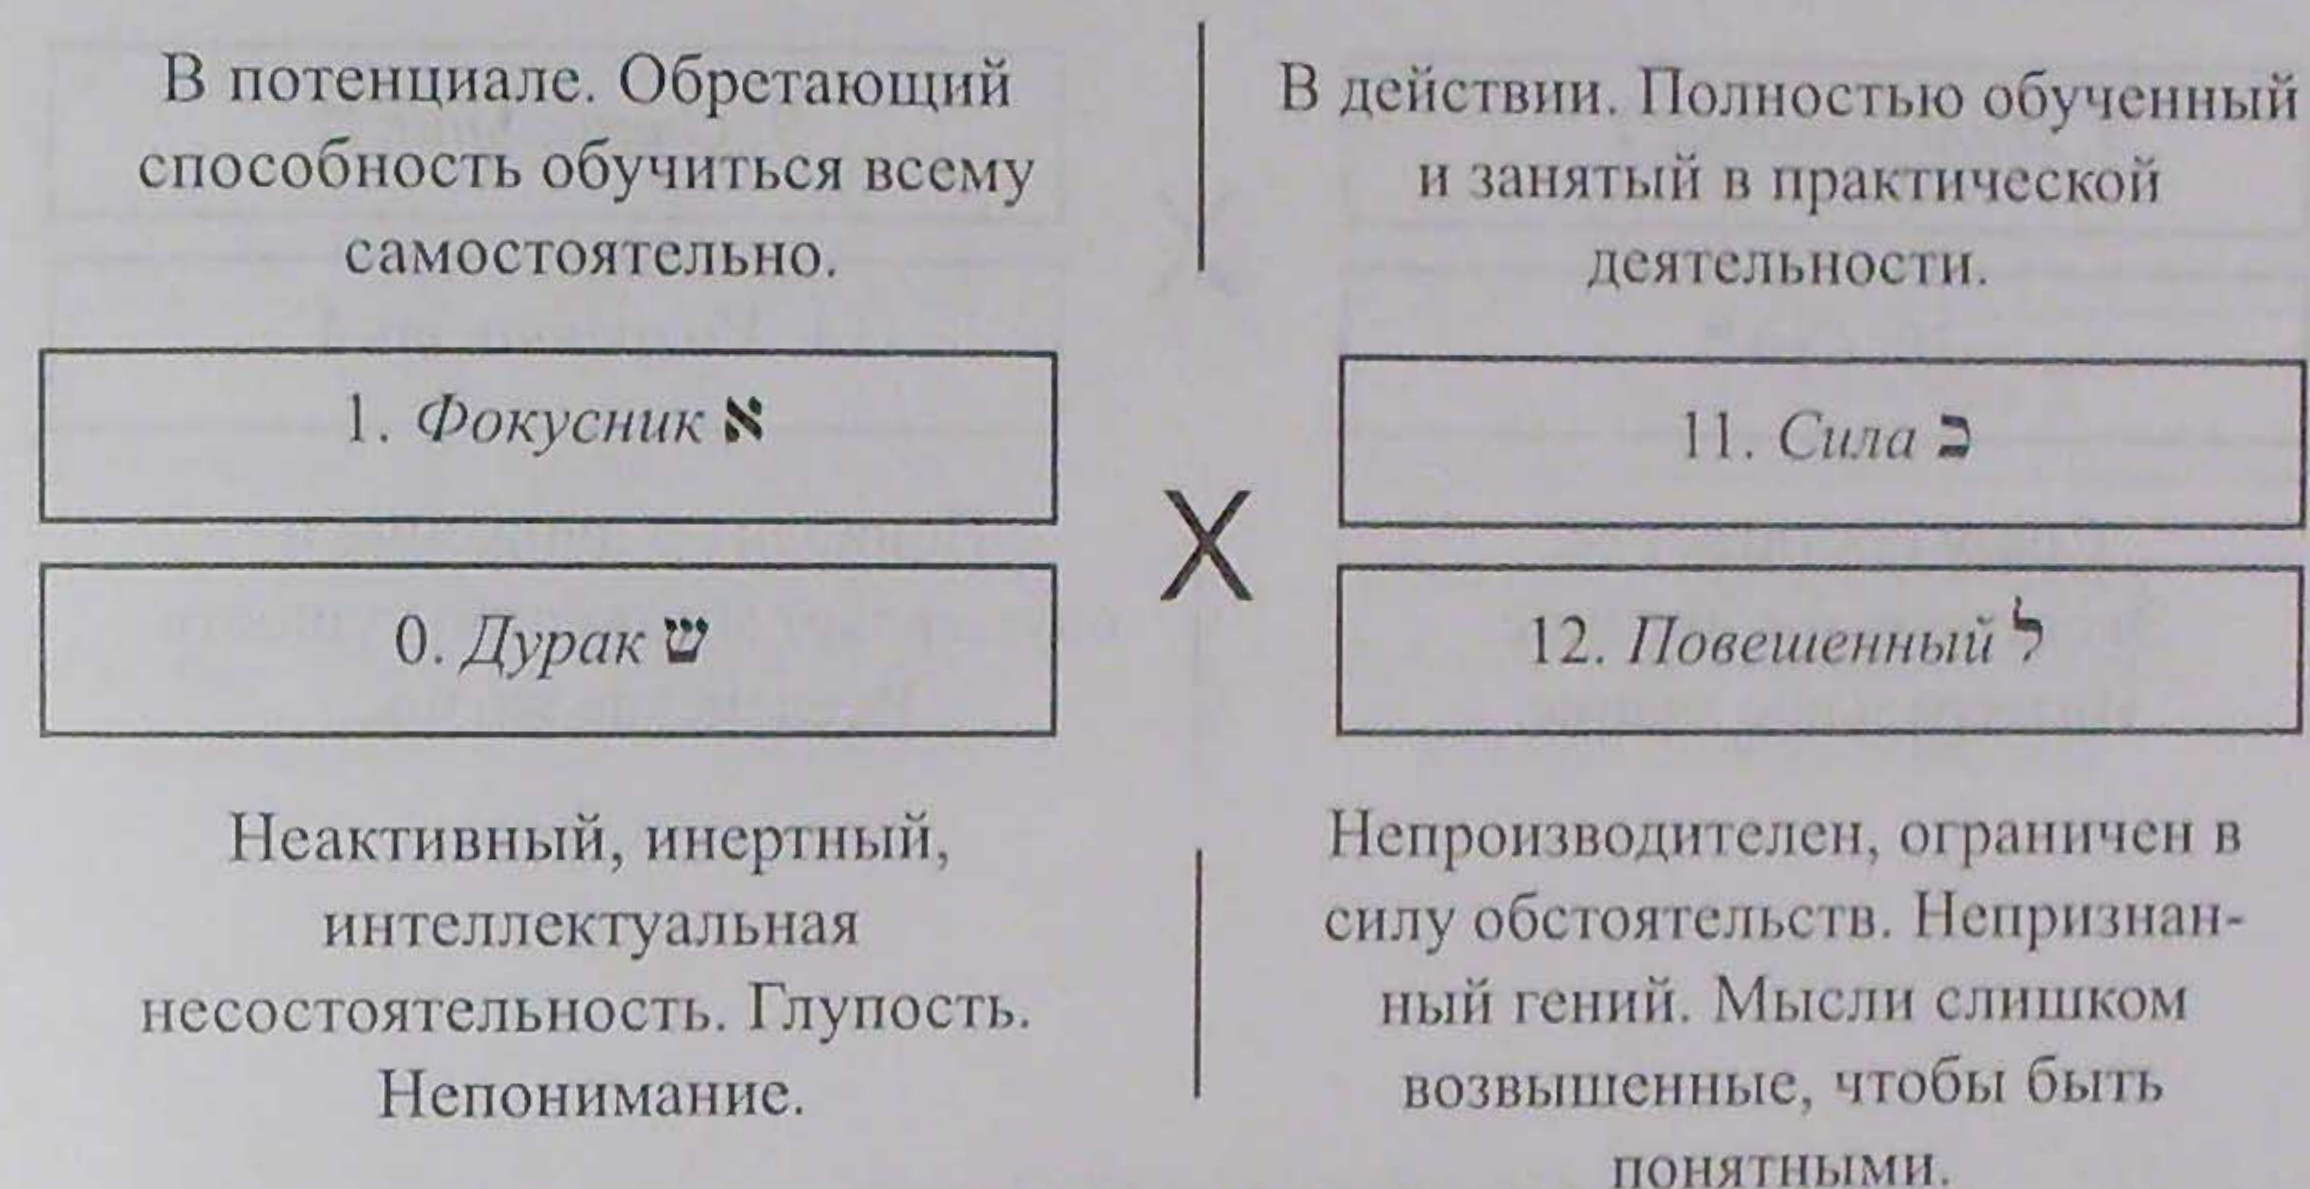 В потенциале. Обретающий
способность обучиться всему
самостоятельно.
В действии. Полностью обученный
и занятый в практической
деятельности.
1. Фокусник א
11. Сила כ
X
0. Дурак ש
12. Повешенный ל
Неактивный, инертный,
интеллектуальная
несостоятельность. Глупость.
Непонимание.
Непроизводителен, ограничен в
силу обстоятельств. Непризнан-
ный гений. Мысли слишком
возвышенные, чтобы быть
понятными.